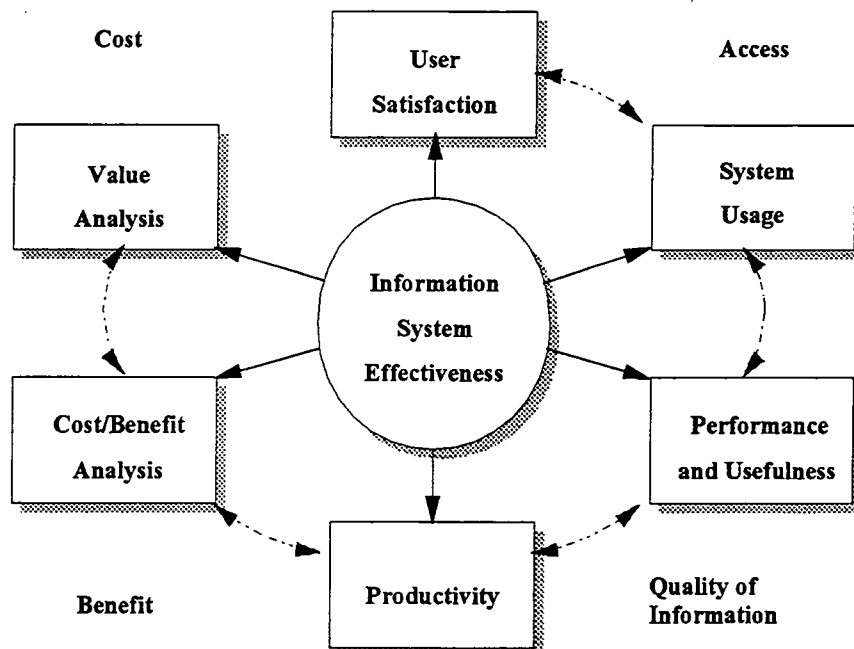 Cost
User
Satisfaction
Access
Value
Analysis
System
Usage
Information
System
Effectiveness
Cost/Benefit
Analysis
Performance
and Usefulness
Benefit
Productivity
Quality of
Information